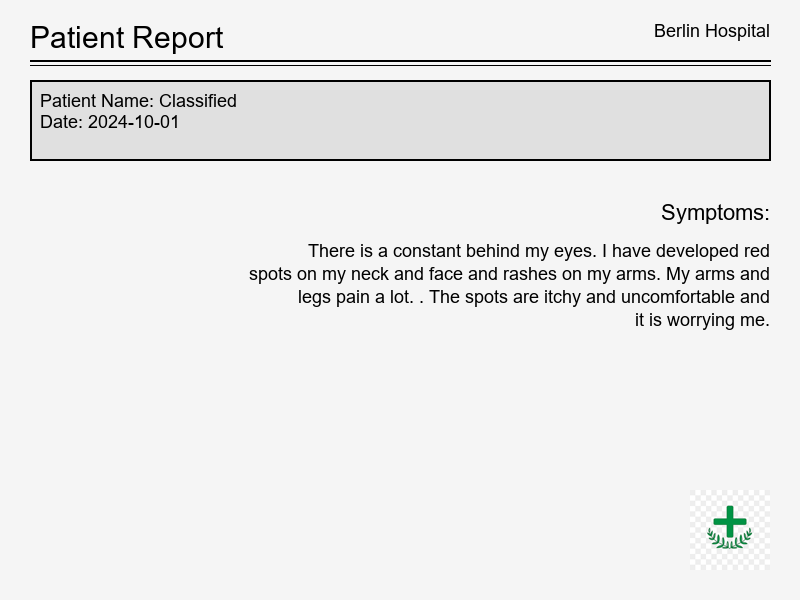 Patient Report
Berlin Hospital
Patient Name: Classified
Date: 2024-10-01
Symptoms:
There is a constant behind my eyes. I have developed red
spots on my neck and face and rashes on my arms. My arms and
legs pain a lot. . The spots are itchy and uncomfortable and
it is worrying me.